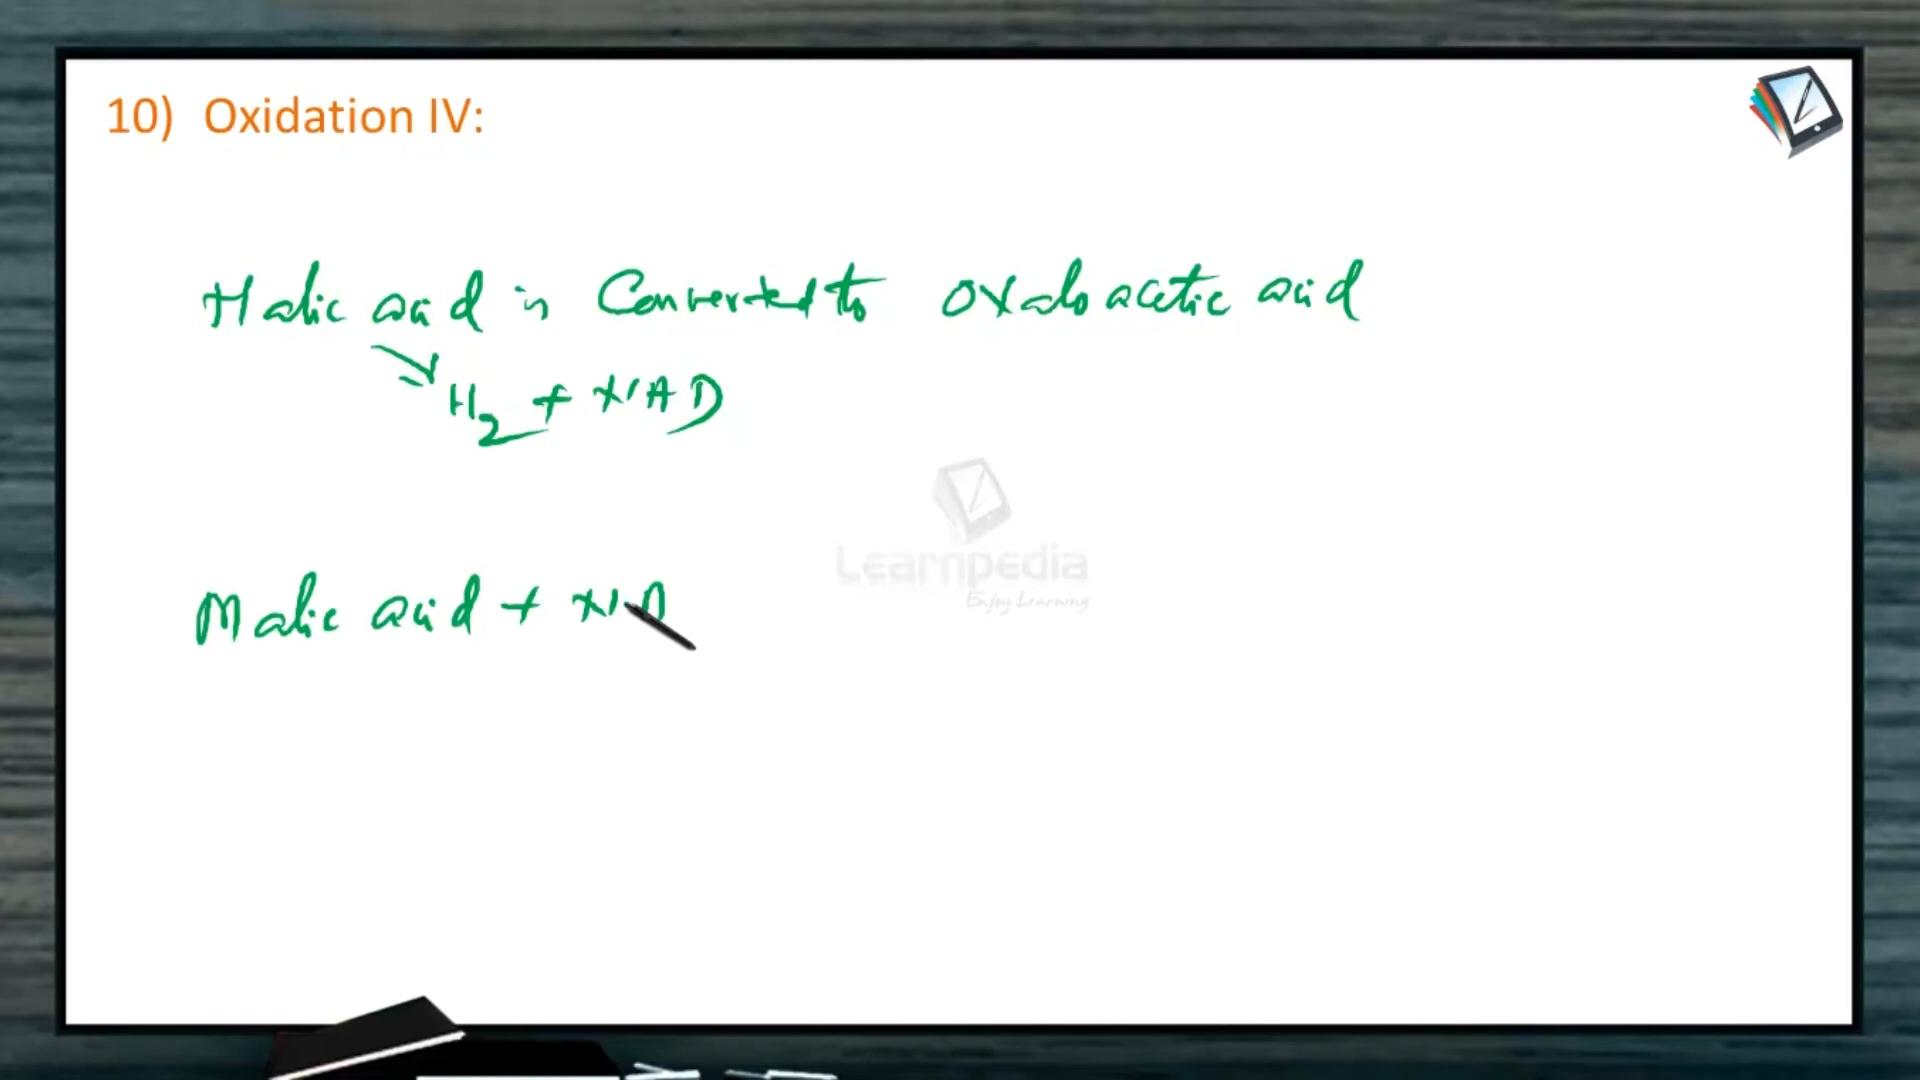 10) Oxidation IV:
Malic acid is Converted to Oxaloacetic acid
H2 + NAD
Learnpedia
Enjoy Learning
Malic acid + NA